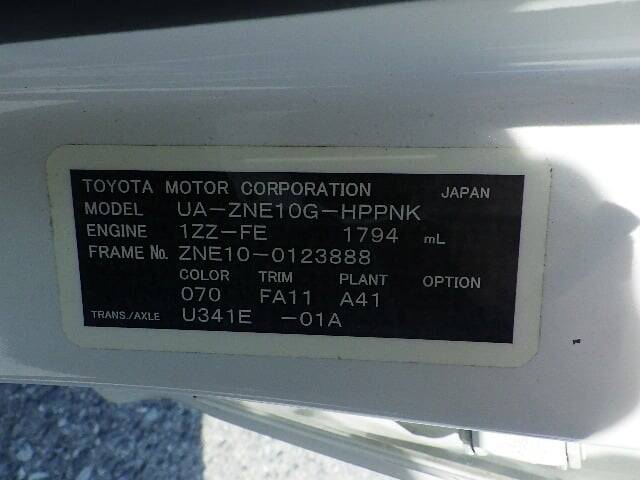 TOYOTA MOTOR CORPORATION JAPAN
MODEL UA-ZNE10G-HPPNK
ENGINE 1ZZ-FE 1794 mL
FRAME No. ZNE10-0123888
COLOR TRIM PLANT OPTION
070 FA11 A41
TRANS./AXLE U341E -01A